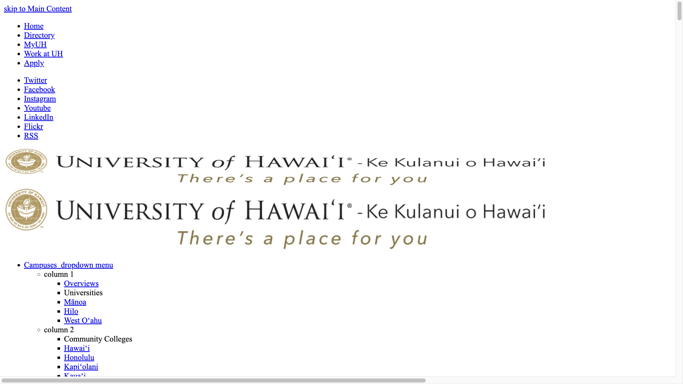 skip to Main Content
Home
Directory
MyUH
Work at UH
Apply
Twitter
Facebook
Instagram
Youtube
LinkedIn
Flickr
RSS
UNIVERSITY of HAWAIʻI® - Ke Kulanui o Hawaiʻi
There's a place for you
UNIVERSITY of HAWAIʻI® - Ke Kulanui o Hawaiʻi
There's a place for you
Campuses dropdown menu
column 1
Overviews
Universities
Mānoa
Hilo
West Oʻahu
column 2
Community Colleges
Hawaiʻi
Honolulu
Kapiʻolani
Kauaʻi